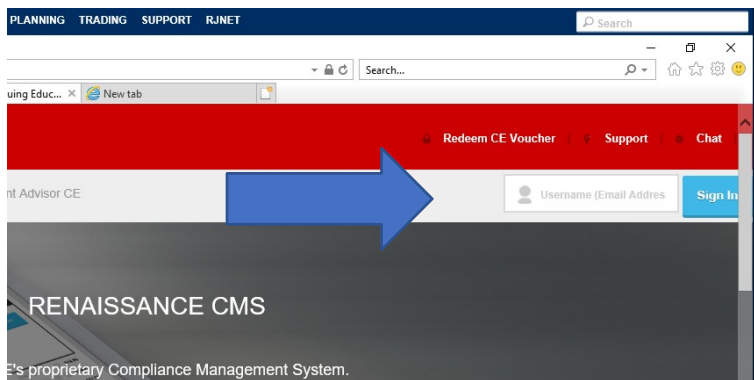 PLANNING TRADING SUPPORT RJNET Search
Search...
uing Educ... New tab
Redeem CE Voucher Support Chat
nt Advisor CE Username (Email Addres Sign In
RENAISSANCE CMS
E's proprietary Compliance Management System.